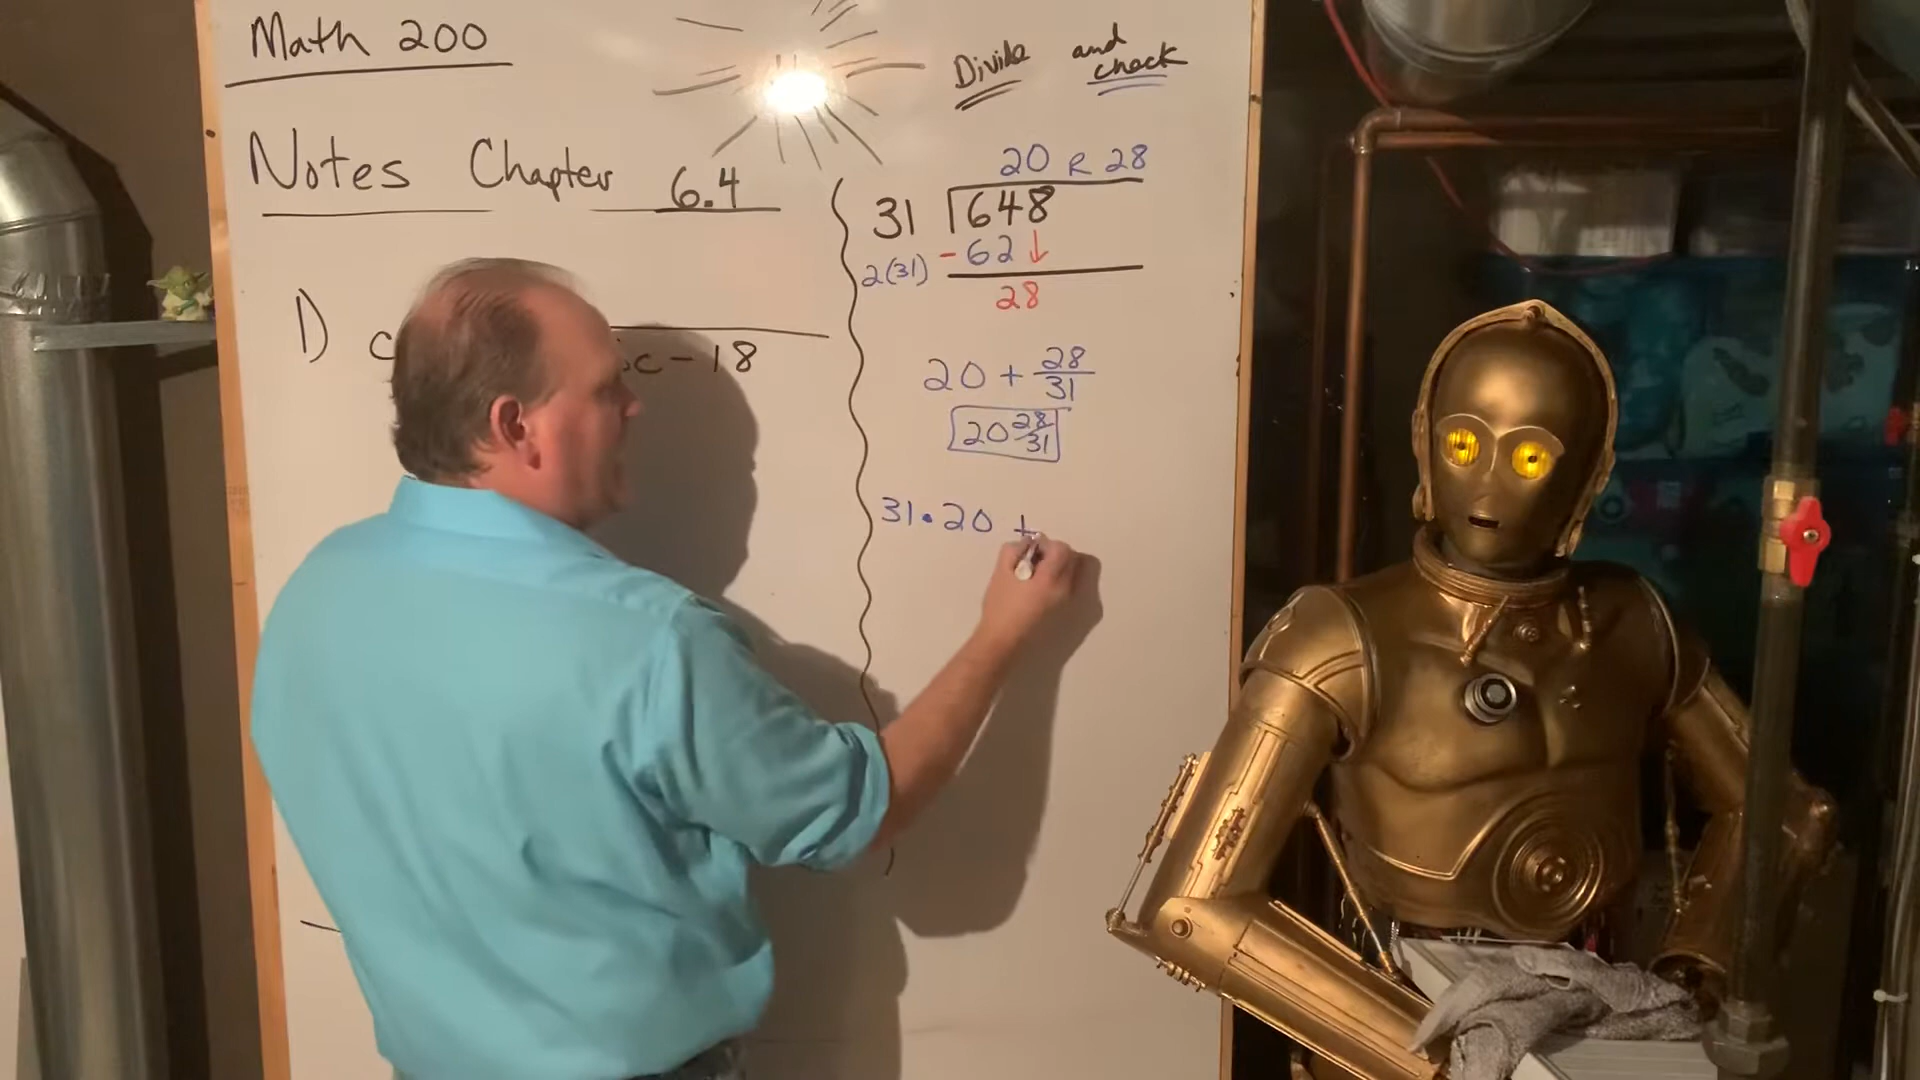 Math 200
Notes Chapter 6.4
1) c
c - 18
Divide and check
20 R 28
31 648
2(31) - 62 ↓
28
20 + 28/31
20 28/31
31 • 20 +